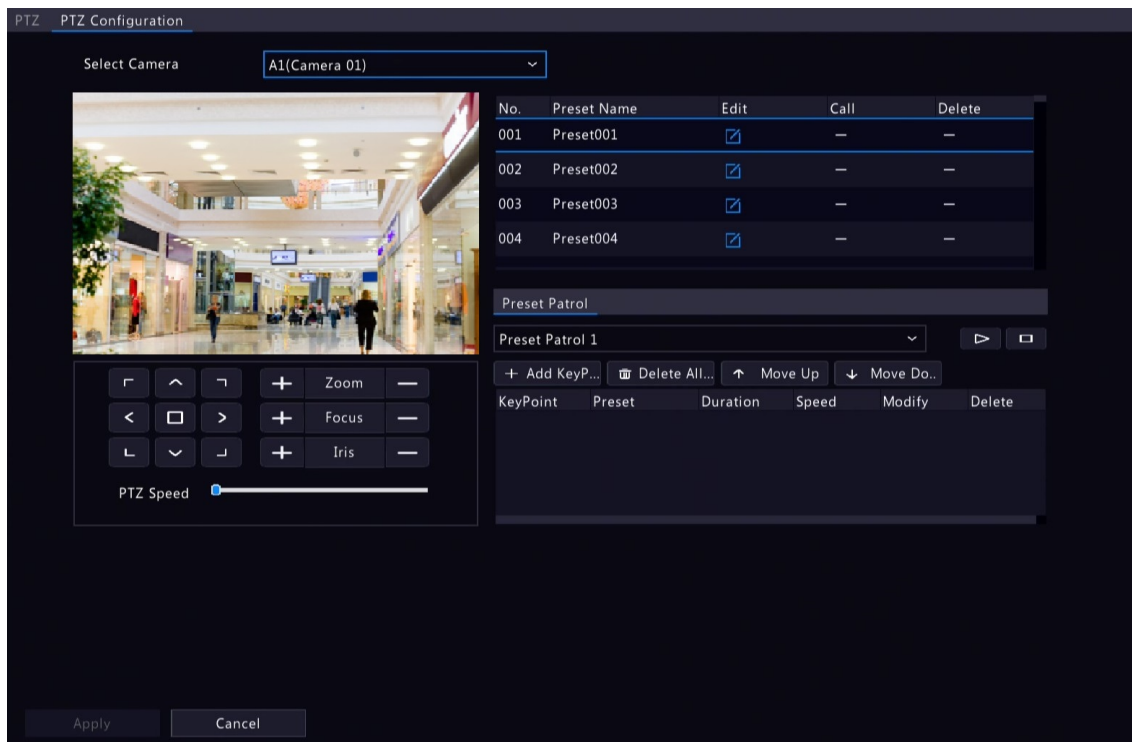 PTZ PTZ Configuration
Select Camera A1(Camera 01)
No. Preset Name Edit Call Delete
001 Preset001
002 Preset002
003 Preset003
004 Preset004
Preset Patrol
Preset Patrol 1
Add KeyP... Delete All... Move Up Move Do..
KeyPoint Preset Duration Speed Modify Delete
Zoom
Focus
Iris
PTZ Speed
Apply Cancel